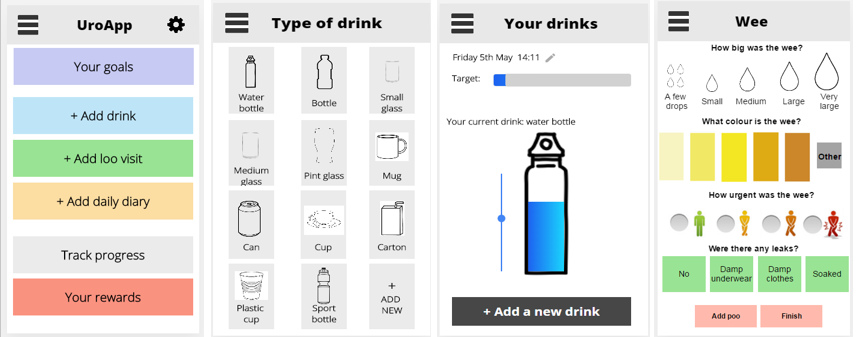 UroApp
Your goals
+ Add drink
+ Add loo visit
+ Add daily diary
Track progress
Your rewards
Type of drink
Water
bottle
Bottle
Small
glass
Medium
glass
Pint glass
Mug
Can
Cup
Carton
Plastic
cup
Sport
bottle
+
ADD
NEW
Your drinks
Friday 5th May 14:11
Target:
Your current drink: water bottle
+ Add a new drink
Wee
How big was the wee?
A few
drops
Small
Medium
Large
Very
large
What colour is the wee?
Other
How urgent was the wee?
Were there any leaks?
No
Damp
underwear
Damp
clothes
Soaked
Add poo
Finish